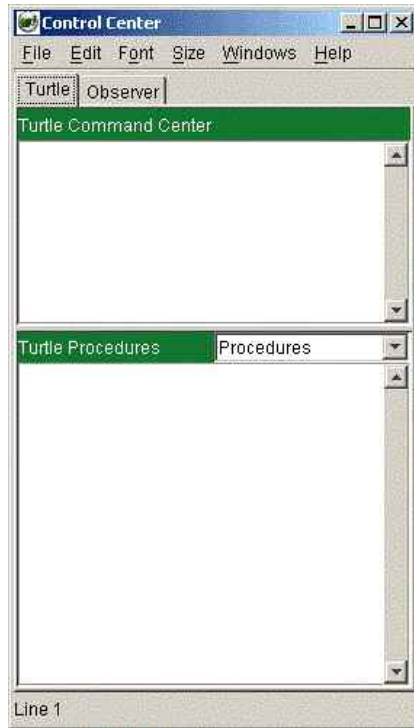 Control Center
File Edit Font Size Windows Help
Turtle Observer
Turtle Command Center
Turtle Procedures Procedures
Line 1